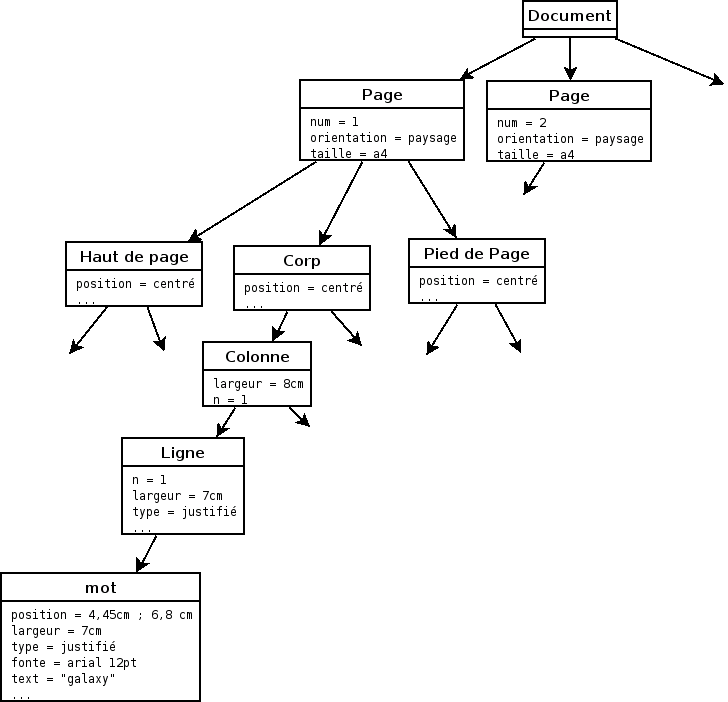 Document
Page
num = 1
orientation = paysage
taille = a4
Page
num = 2
orientation = paysage
taille = a4
Haut de page
position = centré
...
Corp
position = centré
...
Pied de Page
position = centré
...
Colonne
largeur = 8cm
n = 1
Ligne
n = 1
largeur = 7cm
type = justifié
...
mot
position = 4,45cm ; 6,8 cm
largeur = 7cm
type = justifié
fonte = arial 12pt
text = "galaxy"
...